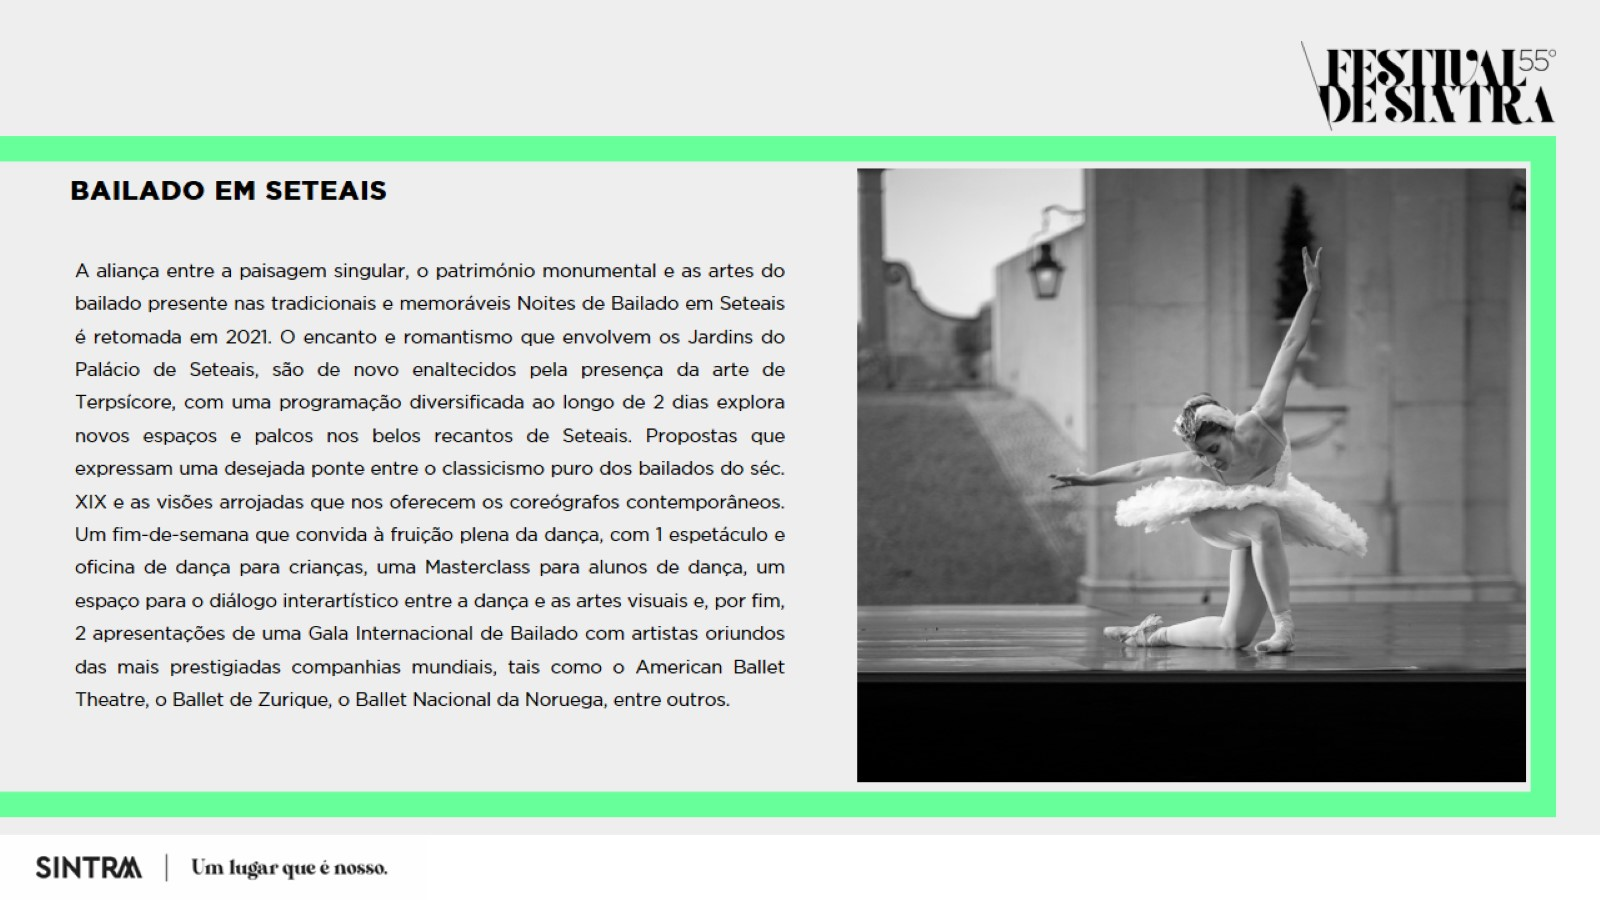 FESTIVAL 55º
DE SINTRA
BAILADO EM SETEAIS
A aliança entre a paisagem singular, o património monumental e as artes do
bailado presente nas tradicionais e memoráveis Noites de Bailado em Seteais
é retomada em 2021. O encanto e romantismo que envolvem os Jardins do
Palácio de Seteais, são de novo enaltecidos pela presença da arte de
Terpsícore, com uma programação diversificada ao longo de 2 dias explora
novos espaços e palcos nos belos recantos de Seteais. Propostas que
expressam uma desejada ponte entre o classicismo puro dos bailados do séc.
XIX e as visões arrojadas que nos oferecem os coreógrafos contemporâneos.
Um fim-de-semana que convida à fruição plena da dança, com 1 espetáculo e
oficina de dança para crianças, uma Masterclass para alunos de dança, um
espaço para o diálogo interartístico entre a dança e as artes visuais e, por fim,
2 apresentações de uma Gala Internacional de Bailado com artistas oriundos
das mais prestigiadas companhias mundiais, tais como o American Ballet
Theatre, o Ballet de Zurique, o Ballet Nacional da Noruega, entre outros.
SINTRA | Um lugar que é nosso.